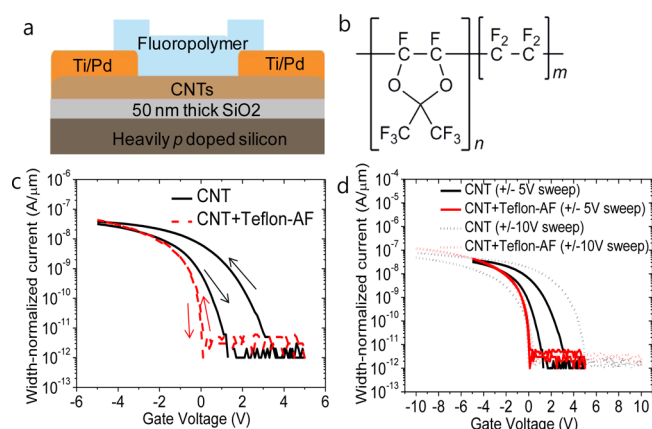 a
Fluoropolymer
Ti/Pd Ti/Pd
CNTs
50 nm thick SiO2
Heavily p doped silicon
b
F F
F2 F2
C C C C
m
O O
C
F3C CF3
n
c
Width-normalized current (A/μm)
10-6
10-7
10-8
10-9
10-10
10-11
10-12
10-13
CNT
CNT+Teflon-AF
-6 -4 -2 0 2 4 6
Gate Voltage (V)
d
Width-normalized current (A/μm)
10-4
10-5
10-6
10-7
10-8
10-9
10-10
10-11
10-12
10-13
CNT (+/- 5V sweep)
CNT+Teflon-AF (+/- 5V sweep)
CNT (+/-10V sweep)
CNT+Teflon-AF (+/-10V sweep)
-10 -8 -6 -4 -2 0 2 4 6 8 10
Gate Voltage (V)